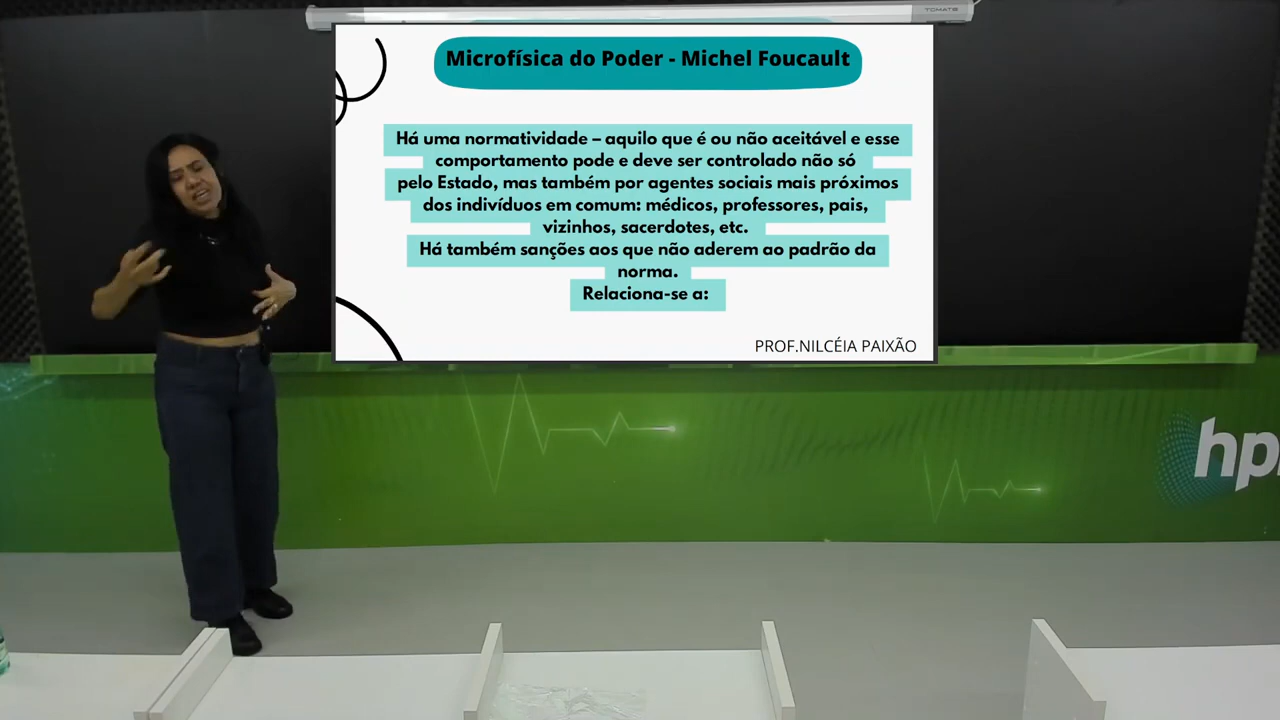 TOMATE
Microfísica do Poder - Michel Foucault
Há uma normatividade – aquilo que é ou não aceitável e esse
comportamento pode e deve ser controlado não só
pelo Estado, mas também por agentes sociais mais próximos
dos indivíduos em comum: médicos, professores, pais,
vizinhos, sacerdotes, etc.
Há também sanções aos que não aderem ao padrão da
norma.
Relaciona-se a:
PROF.NILCÉIA PAIXÃO
hp